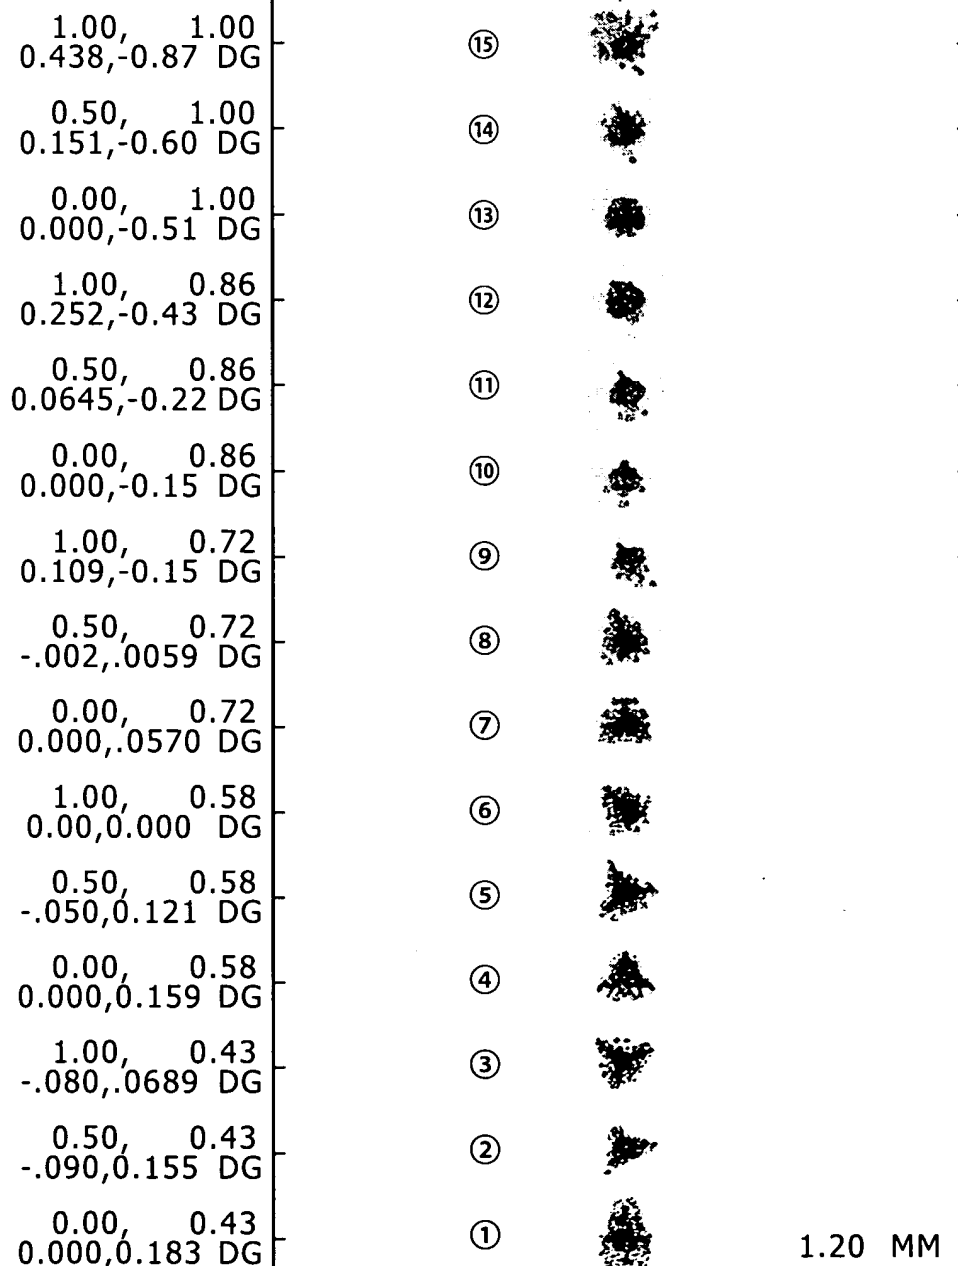 1.00, 1.00
0.438,-0.87 DG
⑮
0.50, 1.00
0.151,-0.60 DG
⑭
0.00, 1.00
0.000,-0.51 DG
⑬
1.00, 0.86
0.252,-0.43 DG
⑫
0.50, 0.86
0.0645,-0.22 DG
⑪
0.00, 0.86
0.000,-0.15 DG
⑩
1.00, 0.72
0.109,-0.15 DG
⑨
0.50, 0.72
-.002,.0059 DG
⑧
0.00, 0.72
0.000,.0570 DG
⑦
1.00, 0.58
0.00,0.000 DG
⑥
0.50, 0.58
-.050,0.121 DG
⑤
0.00, 0.58
0.000,0.159 DG
④
1.00, 0.43
-.080,.0689 DG
③
0.50, 0.43
-.090,0.155 DG
②
0.00, 0.43
0.000,0.183 DG
①
1.20 MM